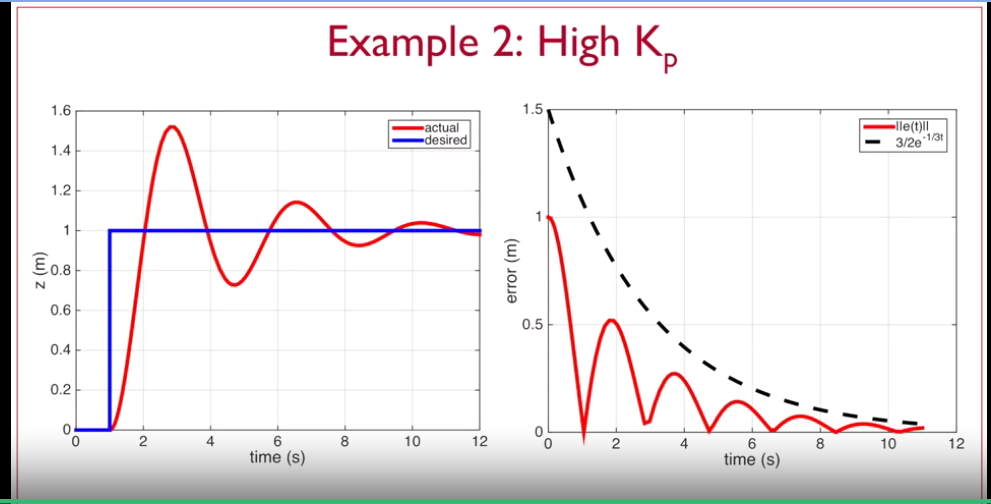 Example 2: High Kp
1.6
1.4
1.2
1
0.8
0.6
0.4
0.2
0
z (m)
0 2 4 6 8 10 12
time (s)
actual
desired
1.5
1
0.5
0
error (m)
0 2 4 6 8 10 12
time (s)
||e(t)||
3/2e^-1/3t